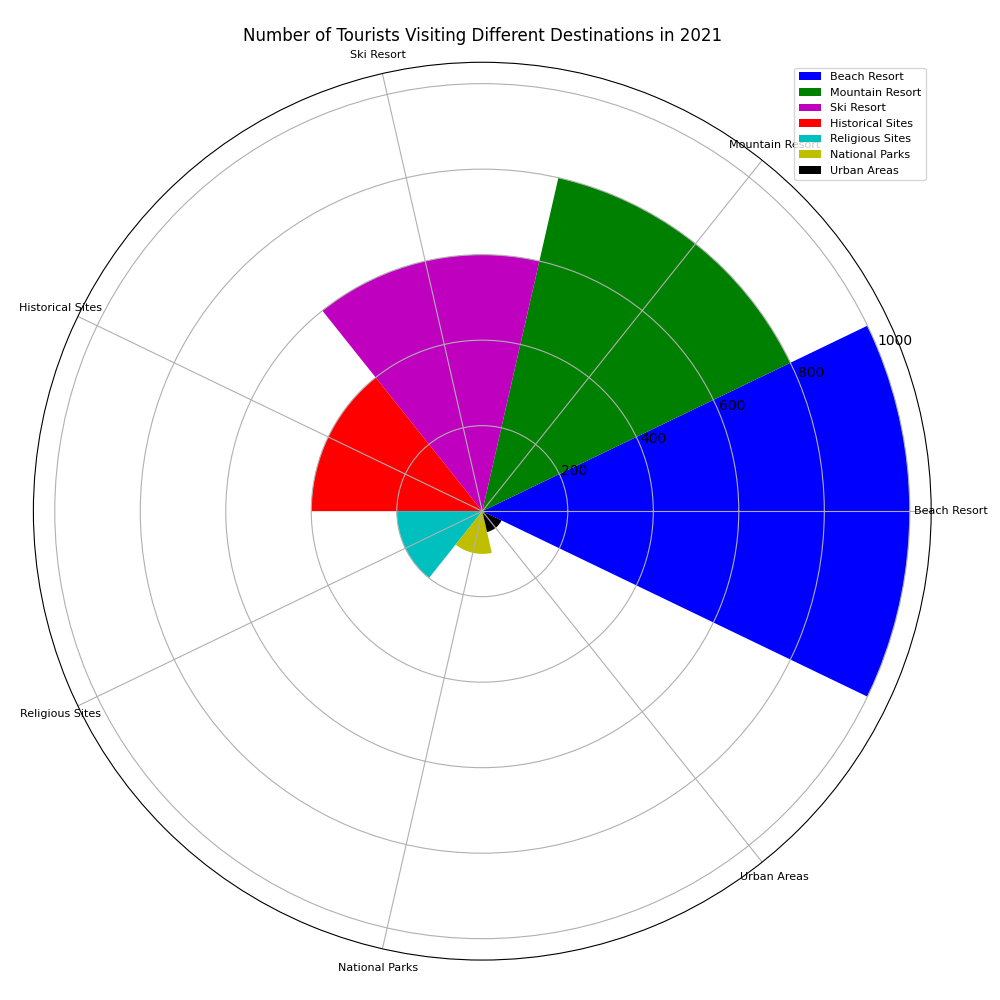 Number of Tourists Visiting Different Destinations in 2021
Ski Resort
Beach Resort
Mountain Resort
Ski Resort
Historical Sites
Religious Sites
National Parks
Urban Areas
Mountain Resort
Historical Sites
1000
800
600
400
200
Beach Resort
Religious Sites
Urban Areas
National Parks